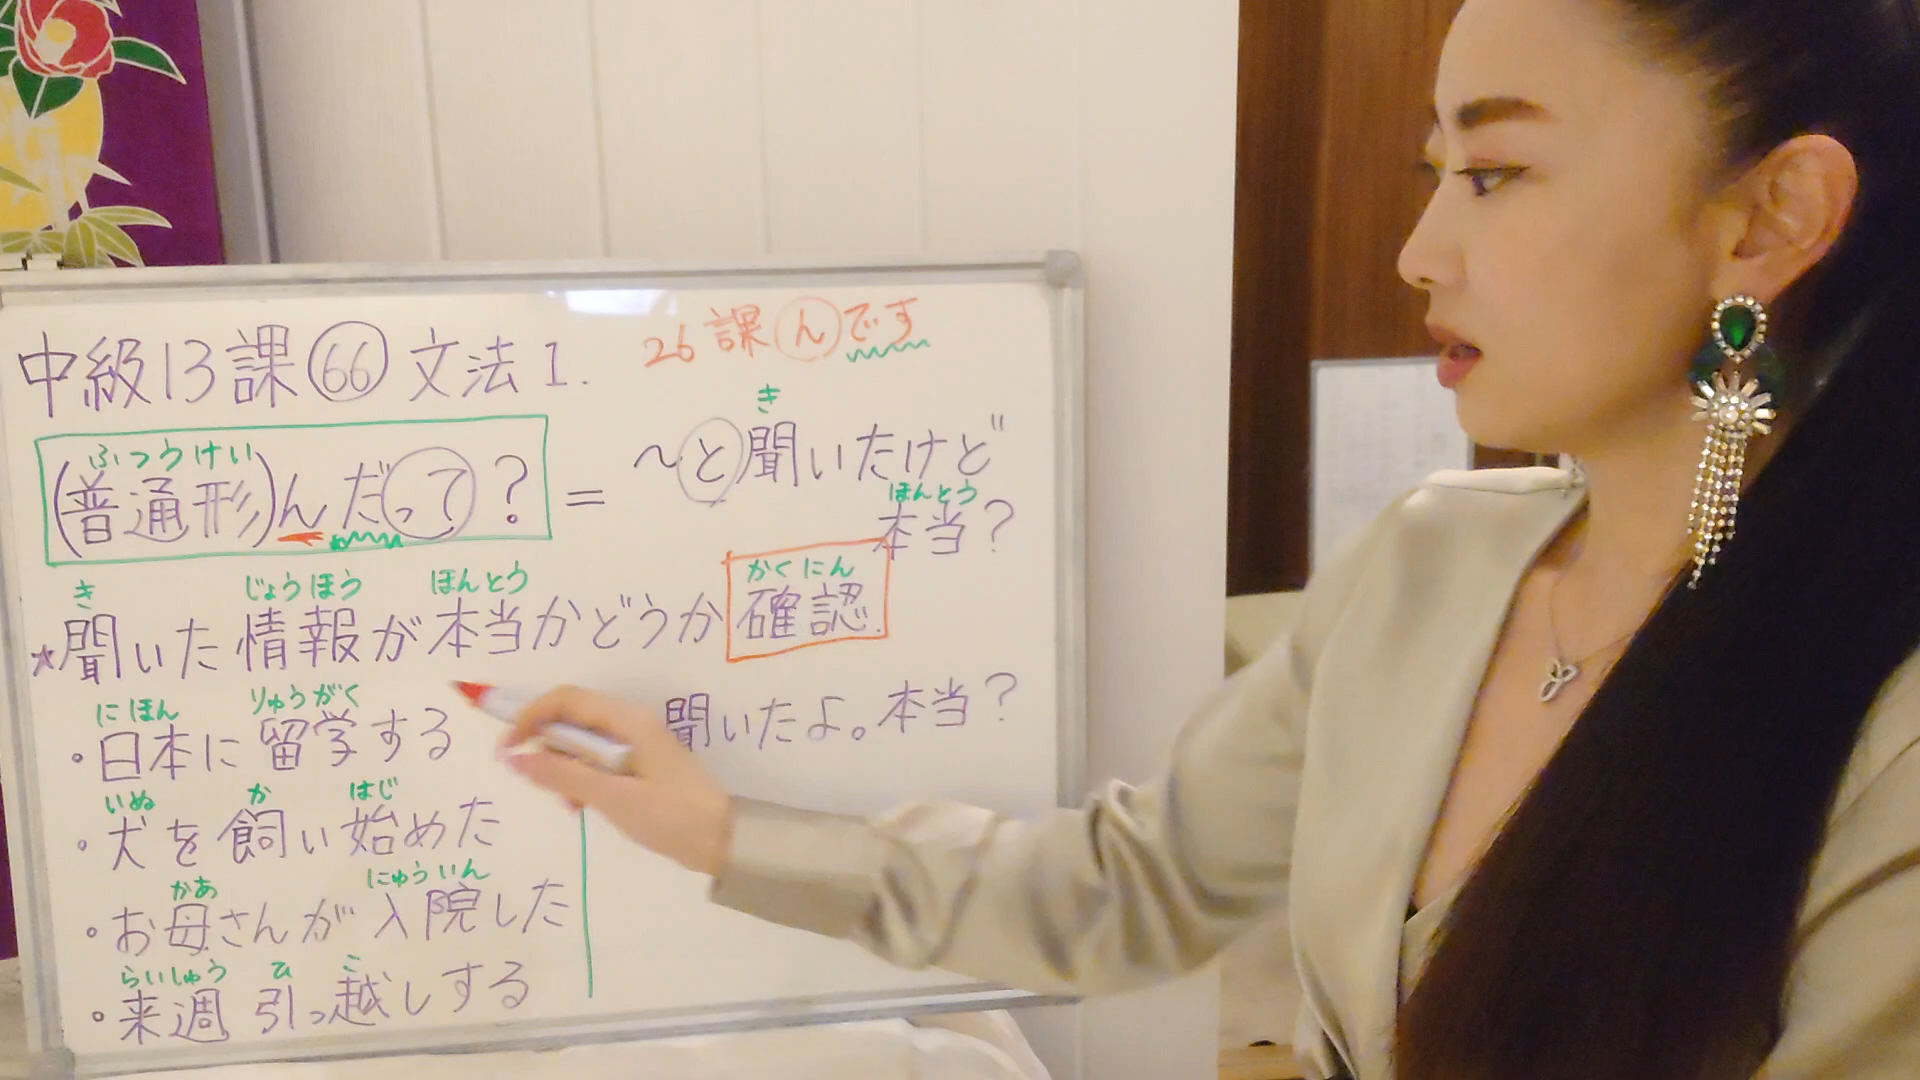 中級13課66文法1.
26課んです
ふつうけい
(普通形)んだって?
=
き
〜と聞いたけど
ほんとう
本当?
き じょうほう ほんとう かくにん
★聞いた情報が本当かどうか確認
にほん りゅうがく
・日本に留学する
聞いたよ。本当?
いぬ か はじ
・犬を飼い始めた
かあ にゅういん
・お母さんが入院した
らいしゅう ひ こ
・来週引っ越しする